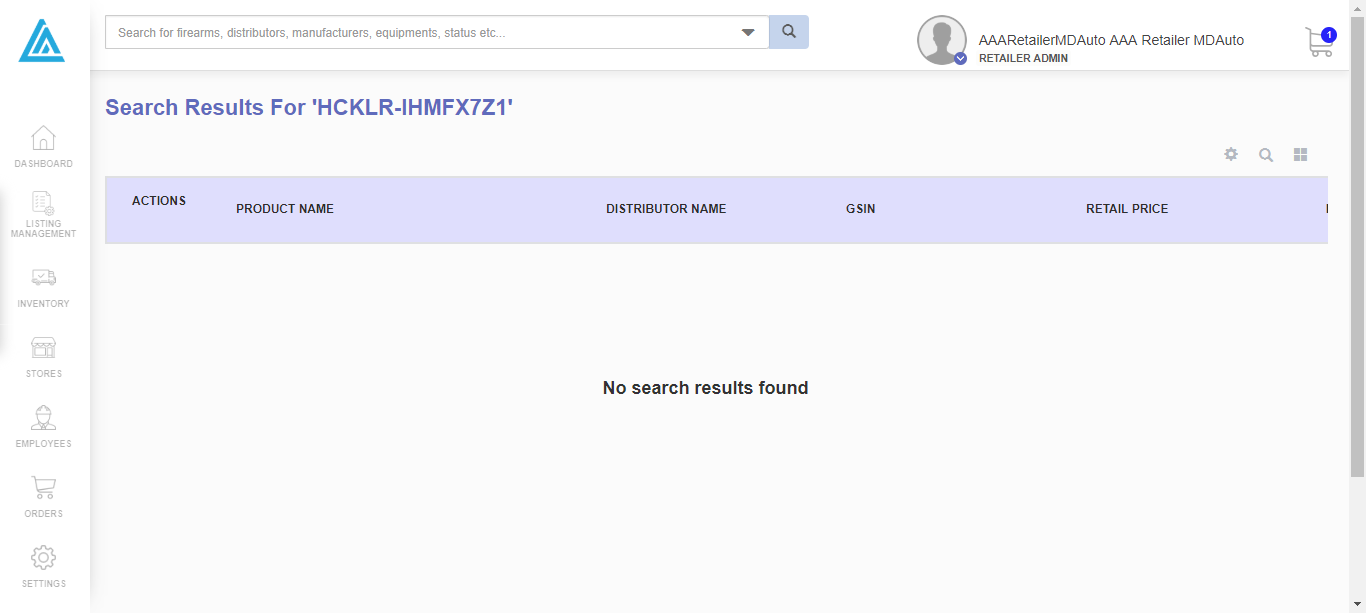 Search for firearms, distributors, manufacturers, equipments, status etc...
AAARetailerMDAuto AAA Retailer MDAuto
RETAILER ADMIN
1
DASHBOARD
LISTING
MANAGEMENT
INVENTORY
STORES
EMPLOYEES
ORDERS
SETTINGS
Search Results For 'HCKLR-IHMFX7Z1'
ACTIONS
PRODUCT NAME
DISTRIBUTOR NAME
GSIN
RETAIL PRICE
No search results found